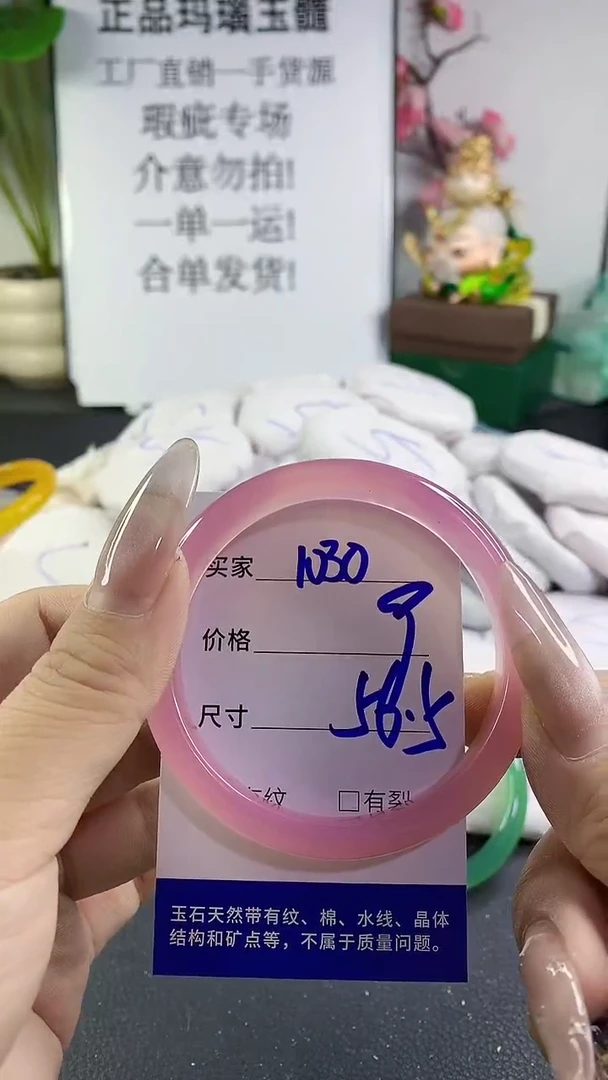 正品玛瑙玉髓
工厂直销一手货源
瑕疵专场
介意勿拍!
一单一运!
合单发货!
买家 1030
价格
尺寸 56.5
纹 □有裂
玉石天然带有纹、棉、水线、晶体
结构和矿点等，不属于质量问题。